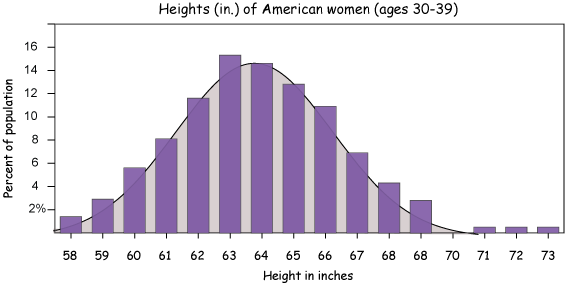 Heights (in.) of American women (ages 30-39)
Percent of population
16
14
12
10
8
6
4
2%
58 59 60 61 62 63 64 65 66 67 68 68 70 71 72 73
Height in inches